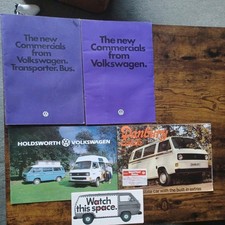 The new
Commercials
from
Volkswagen.
Transporter. Bus.
The new
Commercials
from
Volkswagen.
HOLDSWORTH VOLKSWAGEN
Danbury
Watch
this space.